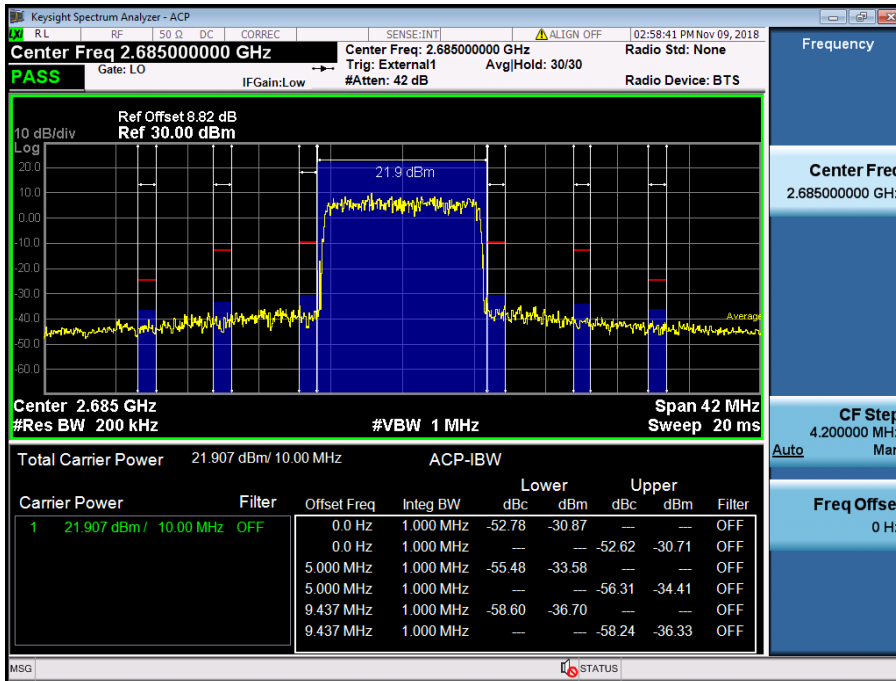 Keysight Spectrum Analyzer - ACP
LXI RL RF 50 Ω DC CORREC SENSE:INT ALIGN OFF 02:58:41 PM Nov 09, 2018
Center Freq 2.685000000 GHz
Center Freq: 2.685000000 GHz
Radio Std: None
Gate: LO
Trig: External1 Avg|Hold: 30/30
PASS
IFGain:Low
#Atten: 42 dB
Radio Device: BTS
Ref Offset 8.82 dB
10 dB/div Ref 30.00 dBm
Log
20.0
21.9 dBm
10.0
0.00
-10.0
-20.0
-30.0
-40.0
Average
-50.0
-60.0
Center 2.685 GHz Span 42 MHz
#Res BW 200 kHz #VBW 1 MHz Sweep 20 ms
Total Carrier Power 21.907 dBm/ 10.00 MHz ACP-IBW
Lower Upper
Carrier Power Filter Offset Freq Integ BW dBc dBm dBc dBm Filter
1 21.907 dBm / 10.00 MHz OFF
0.0 Hz 1.000 MHz -52.78 -30.87 --- --- OFF
0.0 Hz 1.000 MHz --- --- -52.62 -30.71 OFF
5.000 MHz 1.000 MHz -55.48 -33.58 --- --- OFF
5.000 MHz 1.000 MHz --- --- -56.31 -34.41 OFF
9.437 MHz 1.000 MHz -58.60 -36.70 --- --- OFF
9.437 MHz 1.000 MHz --- --- -58.24 -36.33 OFF
MSG STATUS
Frequency
Center Freq
2.685000000 GHz
CF Step
4.200000 MHz
Auto Man
Freq Offset
0 Hz